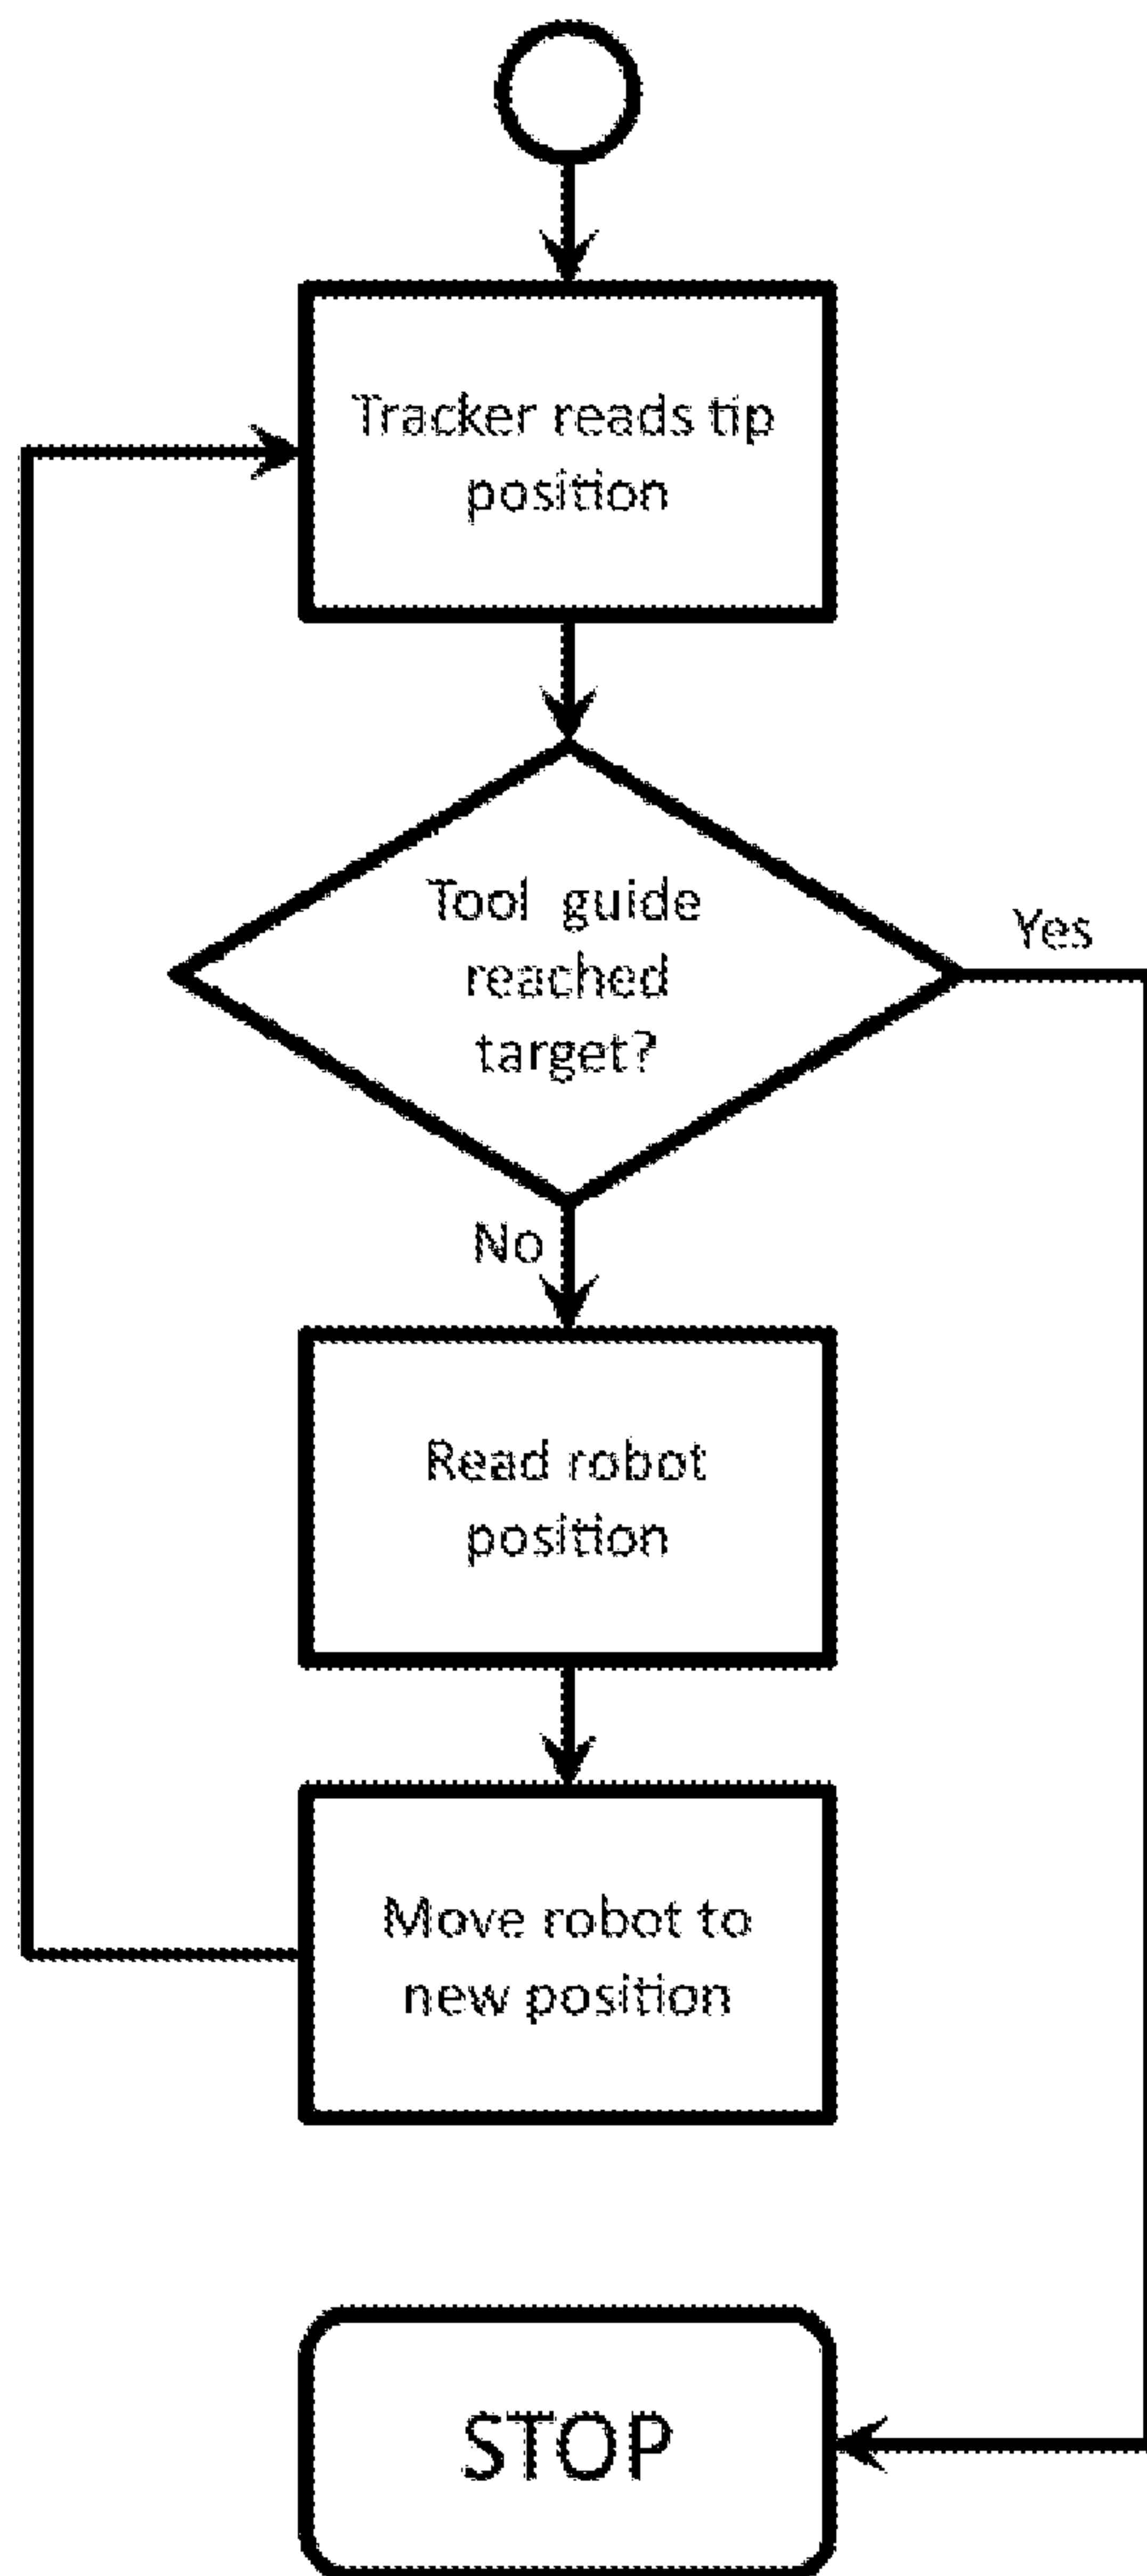 Tracker reads tip
position
Tool guide
reached
target?
Yes
No
Read robot
position
Move robot to
new position
STOP